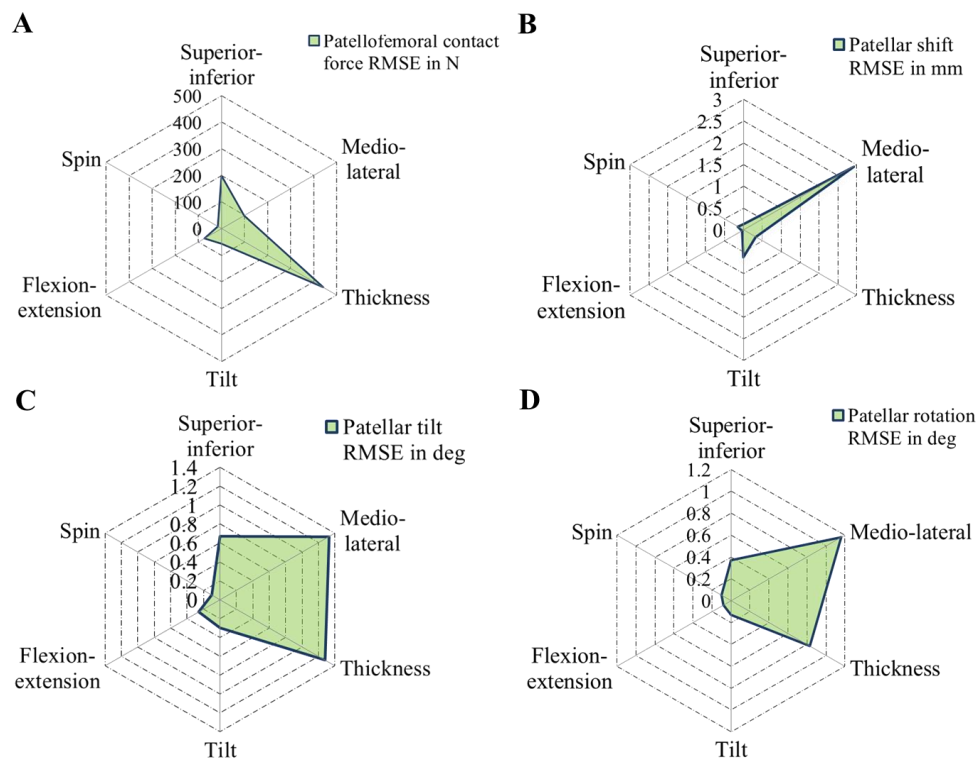 A
Patellofemoral contact
force RMSE in N
Superior-
inferior
500
400
300
200
100
0
Medio-
lateral
Thickness
Tilt
Flexion-
extension
Spin
B
Patellar shift
RMSE in mm
Superior-
inferior
3
2.5
2
1.5
1
0.5
0
Medio-
lateral
Thickness
Tilt
Flexion-
extension
Spin
C
Patellar tilt
RMSE in deg
Superior-
inferior
1.4
1.2
1
0.8
0.6
0.4
0.2
0
Medio-
lateral
Thickness
Tilt
Flexion-
extension
Spin
D
Patellar rotation
RMSE in deg
Superior-
inferior
1.2
1
0.8
0.6
0.4
0.2
0
Medio-lateral
Thickness
Tilt
Flexion-
extension
Spin